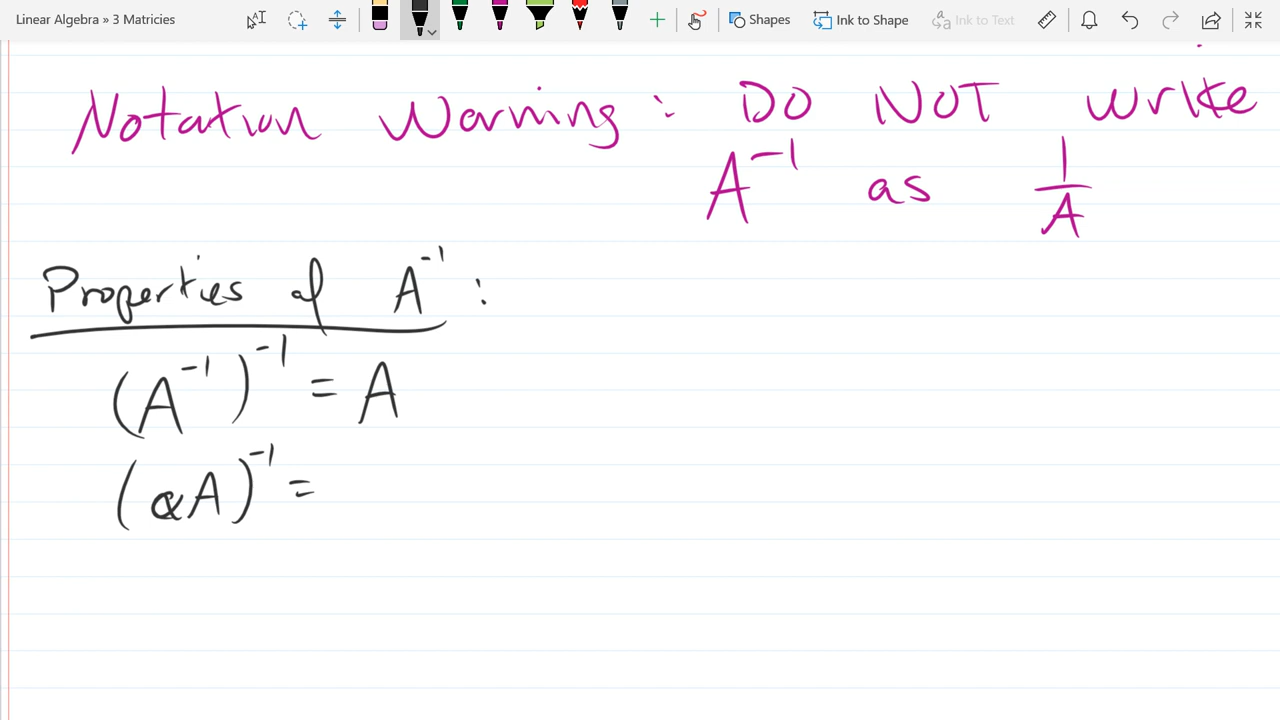 Linear Algebra » 3 Matricies
Shapes Ink to Shape Ink to Text
Notation Warning: DO NOT write
A⁻¹ as 1/A
Properties of A⁻¹:
(A⁻¹)⁻¹ = A
(αA)⁻¹ =